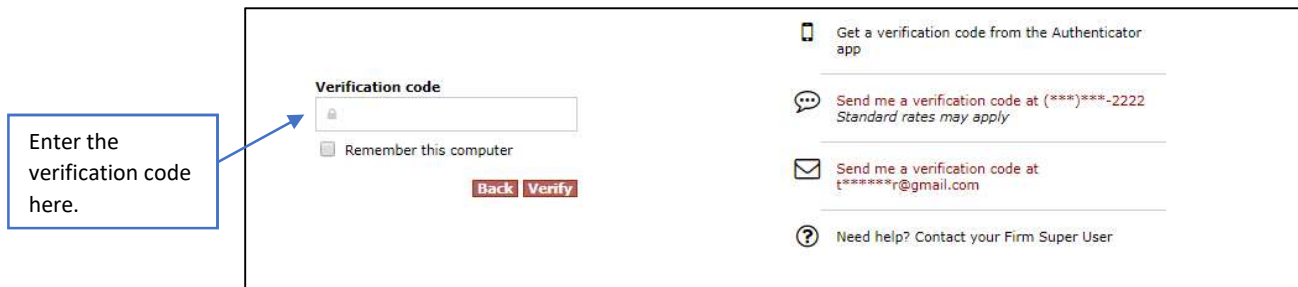 Enter the
verification code
here.
Verification code
Remember this computer
Back Verify
Get a verification code from the Authenticator
app
Send me a verification code at (***)***-2222
Standard rates may apply
Send me a verification code at
t******r@gmail.com
Need help? Contact your Firm Super User